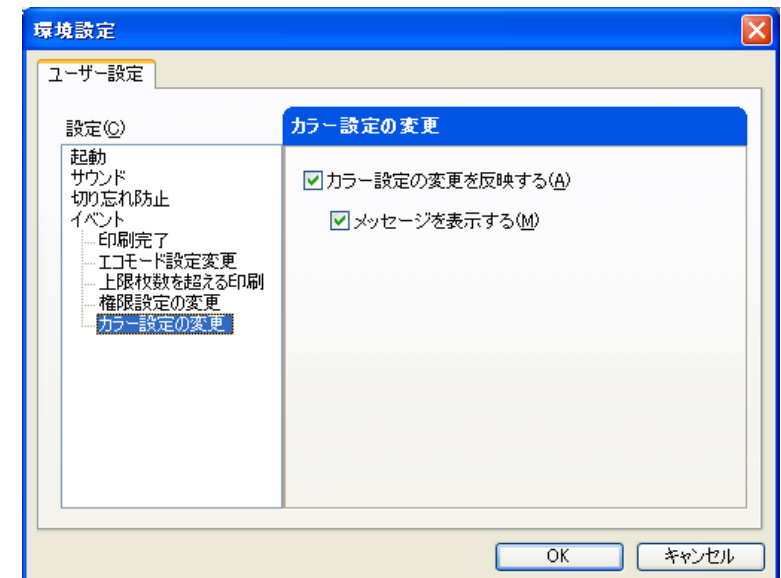 環境設定
ユーザー設定
設定(C)
起動
サウンド
切り忘れ防止
イベント
印刷完了
エコモード設定変更
上限枚数を超える印刷
権限設定の変更
カラー設定の変更
カラー設定の変更
カラー設定の変更を反映する(A)
メッセージを表示する(M)
OK
キャンセル